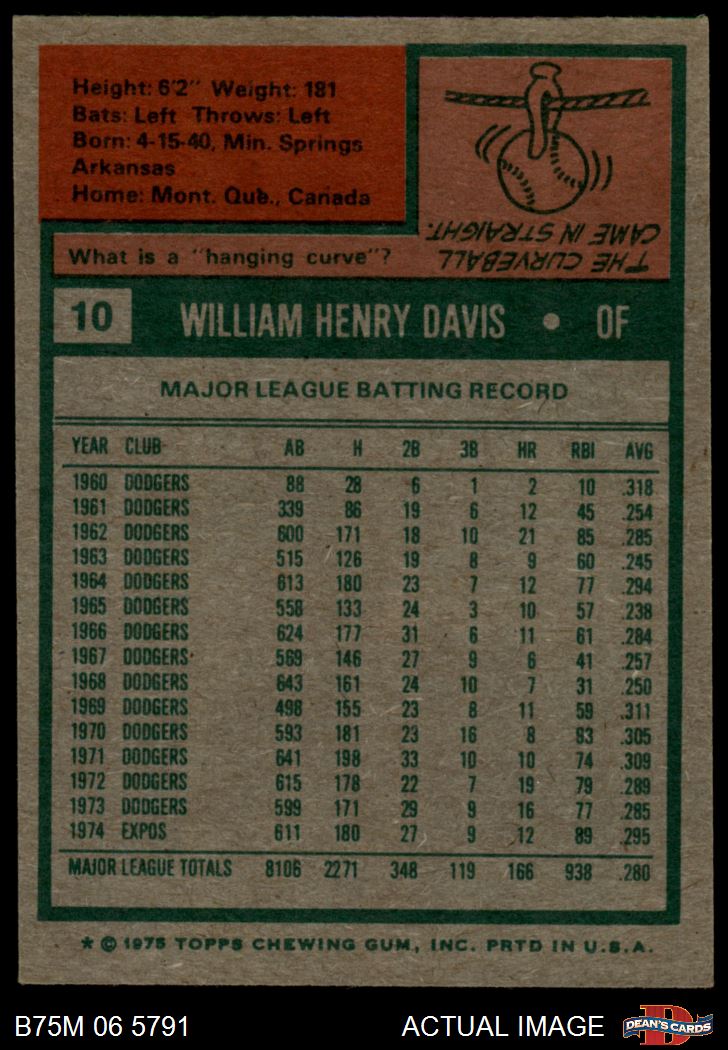 Height: 6'2" Weight: 181
Bats: Left Throws: Left
Born: 4-15-40, Min. Springs
Arkansas
Home: Mont. Qub., Canada
What is a "hanging curve"?
THE CURVEBALL
CAME IN STRAIGHT.
10 WILLIAM HENRY DAVIS • OF
MAJOR LEAGUE BATTING RECORD
YEAR CLUB AB H 2B 3B HR RBI AVG
1960 DODGERS 88 28 6 1 2 10 .318
1961 DODGERS 339 86 19 6 12 45 .254
1962 DODGERS 600 171 18 10 21 85 .285
1963 DODGERS 515 126 19 8 9 60 .245
1964 DODGERS 613 180 23 7 12 77 .294
1965 DODGERS 558 133 24 3 10 57 .238
1966 DODGERS 624 177 31 6 11 61 .284
1967 DODGERS 569 146 27 9 6 41 .257
1968 DODGERS 643 161 24 10 7 31 .250
1969 DODGERS 498 155 23 8 11 59 .311
1970 DODGERS 593 181 23 16 8 93 .305
1971 DODGERS 641 198 33 10 10 74 .309
1972 DODGERS 615 178 22 7 19 79 .289
1973 DODGERS 599 171 29 9 16 77 .285
1974 EXPOS 611 180 27 9 12 89 .295
MAJOR LEAGUE TOTALS 8106 2271 348 119 166 938 .280
* © 1975 TOPPS CHEWING GUM, INC. PRTD IN U.S.A.
B75M 06 5791 ACTUAL IMAGE
D
DEAN'S CARDS